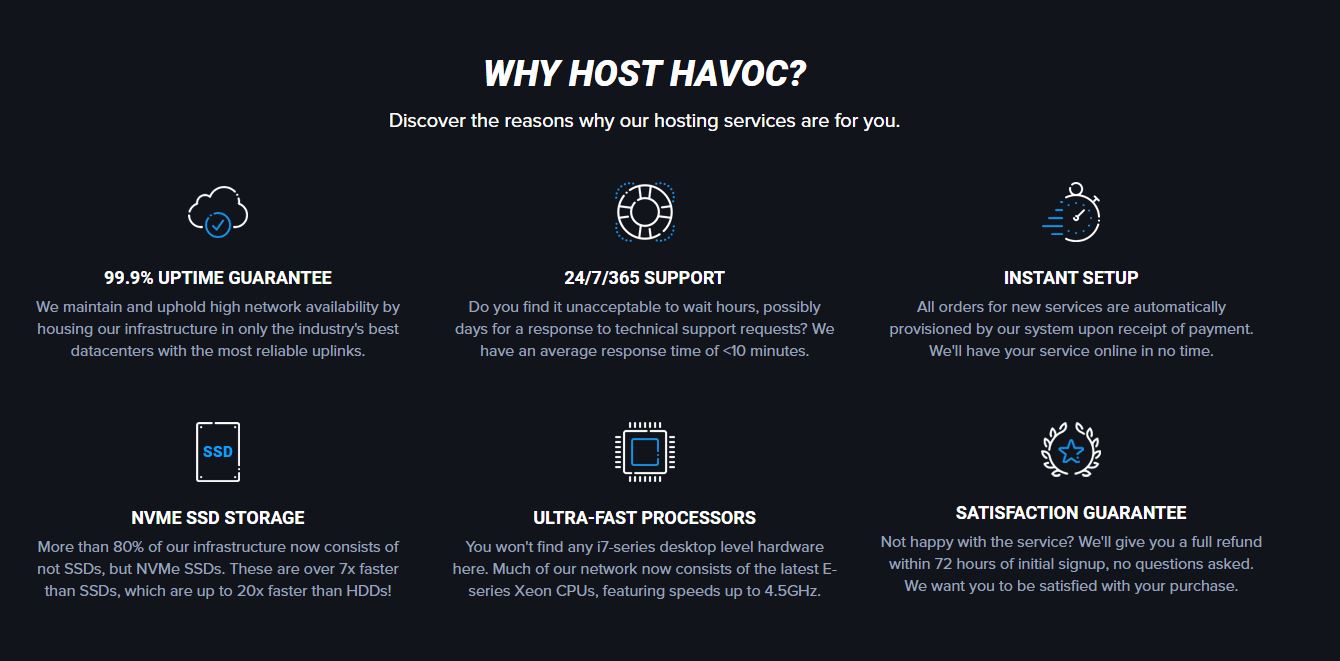 WHY HOST HAVOC?
Discover the reasons why our hosting services are for you.
99.9% UPTIME GUARANTEE
We maintain and uphold high network availability by
housing our infrastructure in only the industry's best
datacenters with the most reliable uplinks.
24/7/365 SUPPORT
Do you find it unacceptable to wait hours, possibly
days for a response to technical support requests? We
have an average response time of <10 minutes.
INSTANT SETUP
All orders for new services are automatically
provisioned by our system upon receipt of payment.
We'll have your service online in no time.
SSD
NVME SSD STORAGE
More than 80% of our infrastructure now consists of
not SSDs, but NVMe SSDs. These are over 7x faster
than SSDs, which are up to 20x faster than HDDs!
ULTRA-FAST PROCESSORS
You won't find any i7-series desktop level hardware
here. Much of our network now consists of the latest E-
series Xeon CPUs, featuring speeds up to 4.5GHz.
SATISFACTION GUARANTEE
Not happy with the service? We'll give you a full refund
within 72 hours of initial signup, no questions asked.
We want you to be satisfied with your purchase.